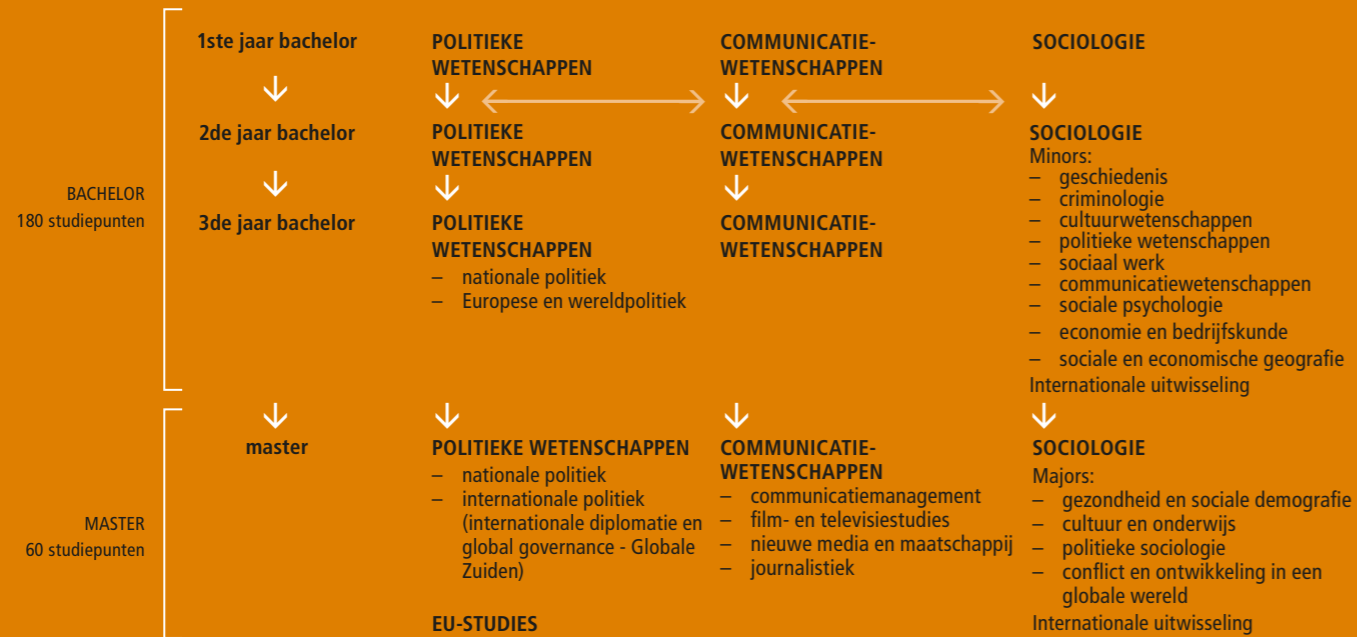 BACHELOR
180 studiepunten
1ste jaar bachelor
2de jaar bachelor
3de jaar bachelor
POLITIEKE
WETENSCHAPPEN
POLITIEKE
WETENSCHAPPEN
POLITIEKE
WETENSCHAPPEN
– nationale politiek
– Europese en wereldpolitiek
COMMUNICATIE-
WETENSCHAPPEN
COMMUNICATIE-
WETENSCHAPPEN
COMMUNICATIE-
WETENSCHAPPEN
SOCIOLOGIE
SOCIOLOGIE
Minors:
– geschiedenis
– criminologie
– cultuurwetenschappen
– politieke wetenschappen
– sociaal werk
– communicatiewetenschappen
– sociale psychologie
– economie en bedrijfskunde
– sociale en economische geografie
Internationale uitwisseling
MASTER
60 studiepunten
master
POLITIEKE WETENSCHAPPEN
– nationale politiek
– internationale politiek
(internationale diplomatie en
global governance - Globale
Zuiden)
EU-STUDIES
COMMUNICATIE-
WETENSCHAPPEN
– communicatiemanagement
– film- en televisiestudies
– nieuwe media en maatschappij
– journalistiek
SOCIOLOGIE
Majors:
– gezondheid en sociale demografie
– cultuur en onderwijs
– politieke sociologie
– conflict en ontwikkeling in een
globale wereld
Internationale uitwisseling